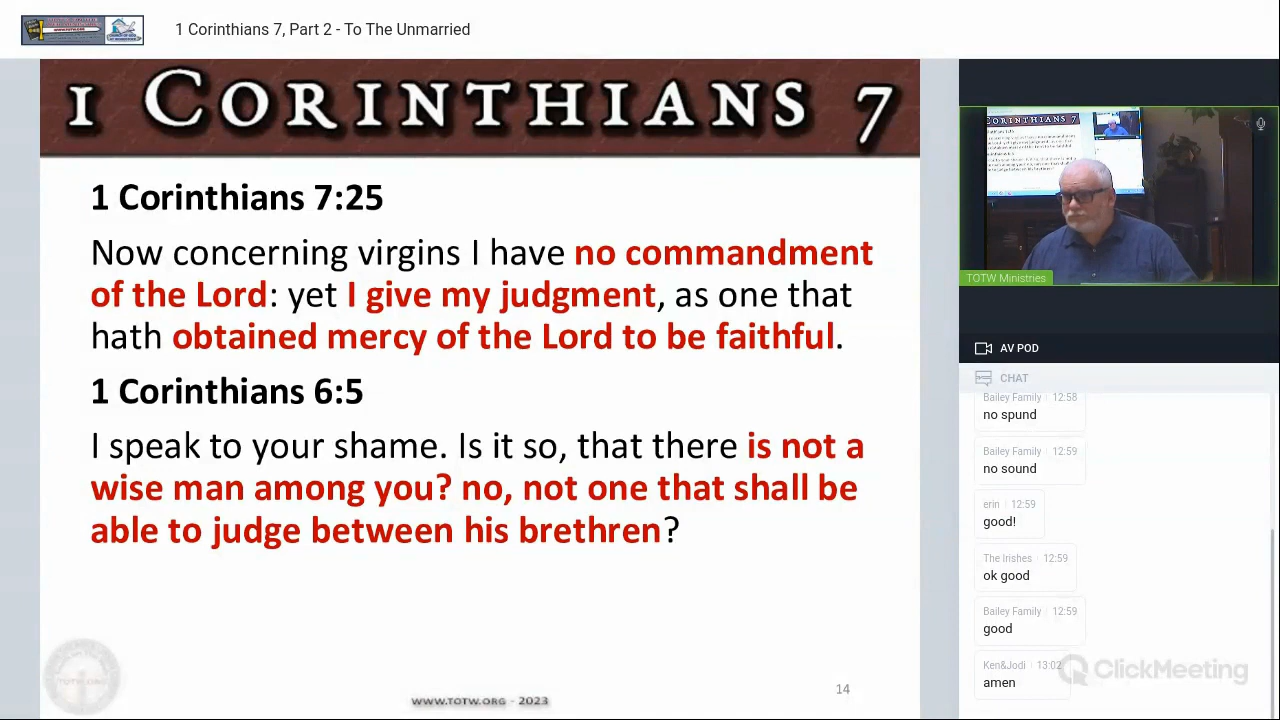 1 Corinthians 7, Part 2 - To The Unmarried
1 CORINTHIANS 7
1 Corinthians 7:25
Now concerning virgins I have no commandment
of the Lord: yet I give my judgment, as one that
hath obtained mercy of the Lord to be faithful.
1 Corinthians 6:5
I speak to your shame. Is it so, that there is not a
wise man among you? no, not one that shall be
able to judge between his brethren?
WWW.TOTW.ORG - 2023
14
TOTW.ORG
CORINTHIANS 7
TOTW Ministries
AV POD
CHAT
Bailey Family 12:58
no spund
Bailey Family 12:59
no sound
erin 12:59
good!
The Irishes 12:59
ok good
Bailey Family 12:59
good
Ken&Jodi 13:02
amen
ClickMeeting